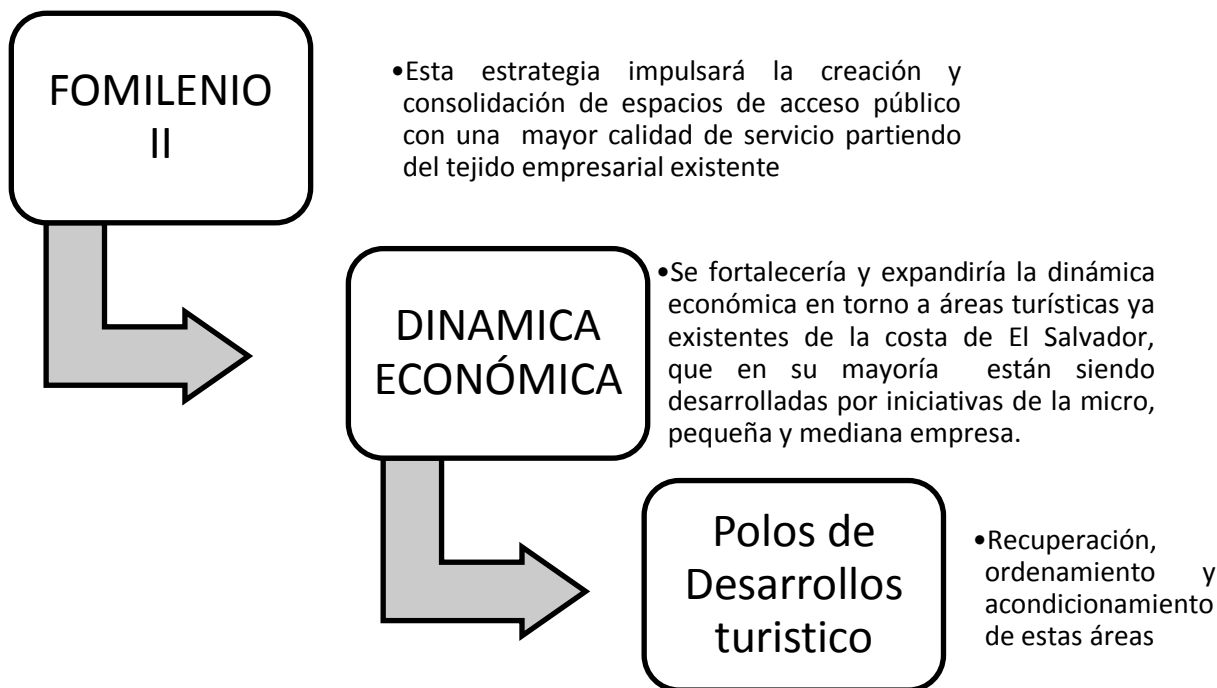 FOMILENIO
II
•Esta estrategia impulsará la creación y
consolidación de espacios de acceso público
con una mayor calidad de servicio partiendo
del tejido empresarial existente
DINAMICA
ECONÓMICA
•Se fortalecería y expandiría la dinámica
económica en torno a áreas turísticas ya
existentes de la costa de El Salvador,
que en su mayoría están siendo
desarrolladas por iniciativas de la micro,
pequeña y mediana empresa.
Polos de
Desarrollos
turistico
•Recuperación,
ordenamiento y
acondicionamiento
de estas áreas